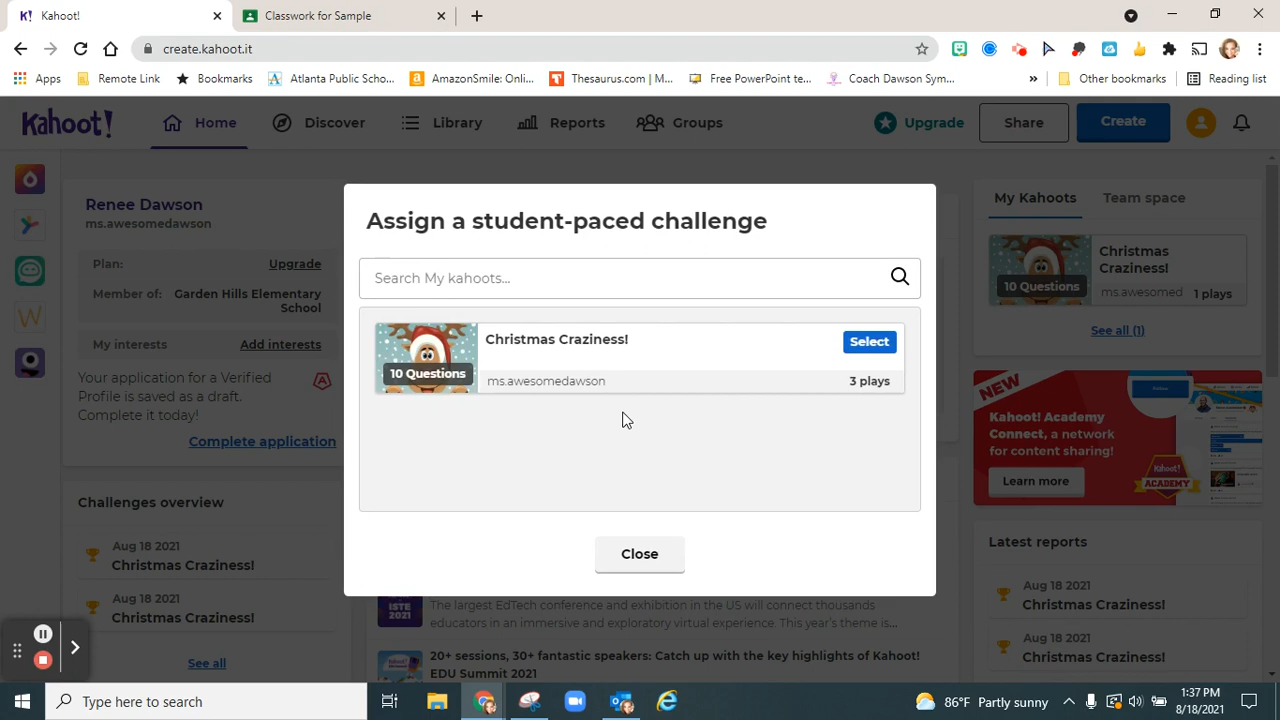 Kahoot!
Classwork for Sample
create.kahoot.it
Apps
Remote Link
Bookmarks
Atlanta Public Scho...
AmazonSmile: Onli...
Thesaurus.com | M...
Free PowerPoint te...
Coach Dawson Sym...
»
Other bookmarks
Reading list
Kahoot!
Home
Discover
Library
Reports
Groups
Upgrade
Share
Create
Renee Dawson
ms.awesomedawson
Plan:
Upgrade
Member of:
Garden Hills Elementary
School
My interests
Add interests
Your application for a Verified
Profile is saved as a draft.
Complete it today!
Complete application
Challenges overview
Aug 18 2021
Christmas Craziness!
Aug 18 2021
Christmas Craziness!
See all
Assign a student-paced challenge
Search My kahoots...
10 Questions
Christmas Craziness!
Select
ms.awesomedawson
3 plays
Close
ISTE
2021
The largest EdTech conference and exhibition in the US will connect thousands
educators in an immersive and exploratory virtual experience. This year's theme is...
20+ sessions, 30+ fantastic speakers: Catch up with the key highlights of Kahoot!
EDU Summit 2021
My Kahoots
Team space
10 Questions
Christmas
Craziness!
ms.awesomed
1 plays
See all (1)
NEW
Kahoot! Academy
Connect, a network
for content sharing!
Learn more
Kahoot!
ACADEMY
Latest reports
Aug 18 2021
Christmas Craziness!
Aug 18 2021
Christmas Craziness!
Type here to search
86°F Partly sunny
1:37 PM
8/18/2021